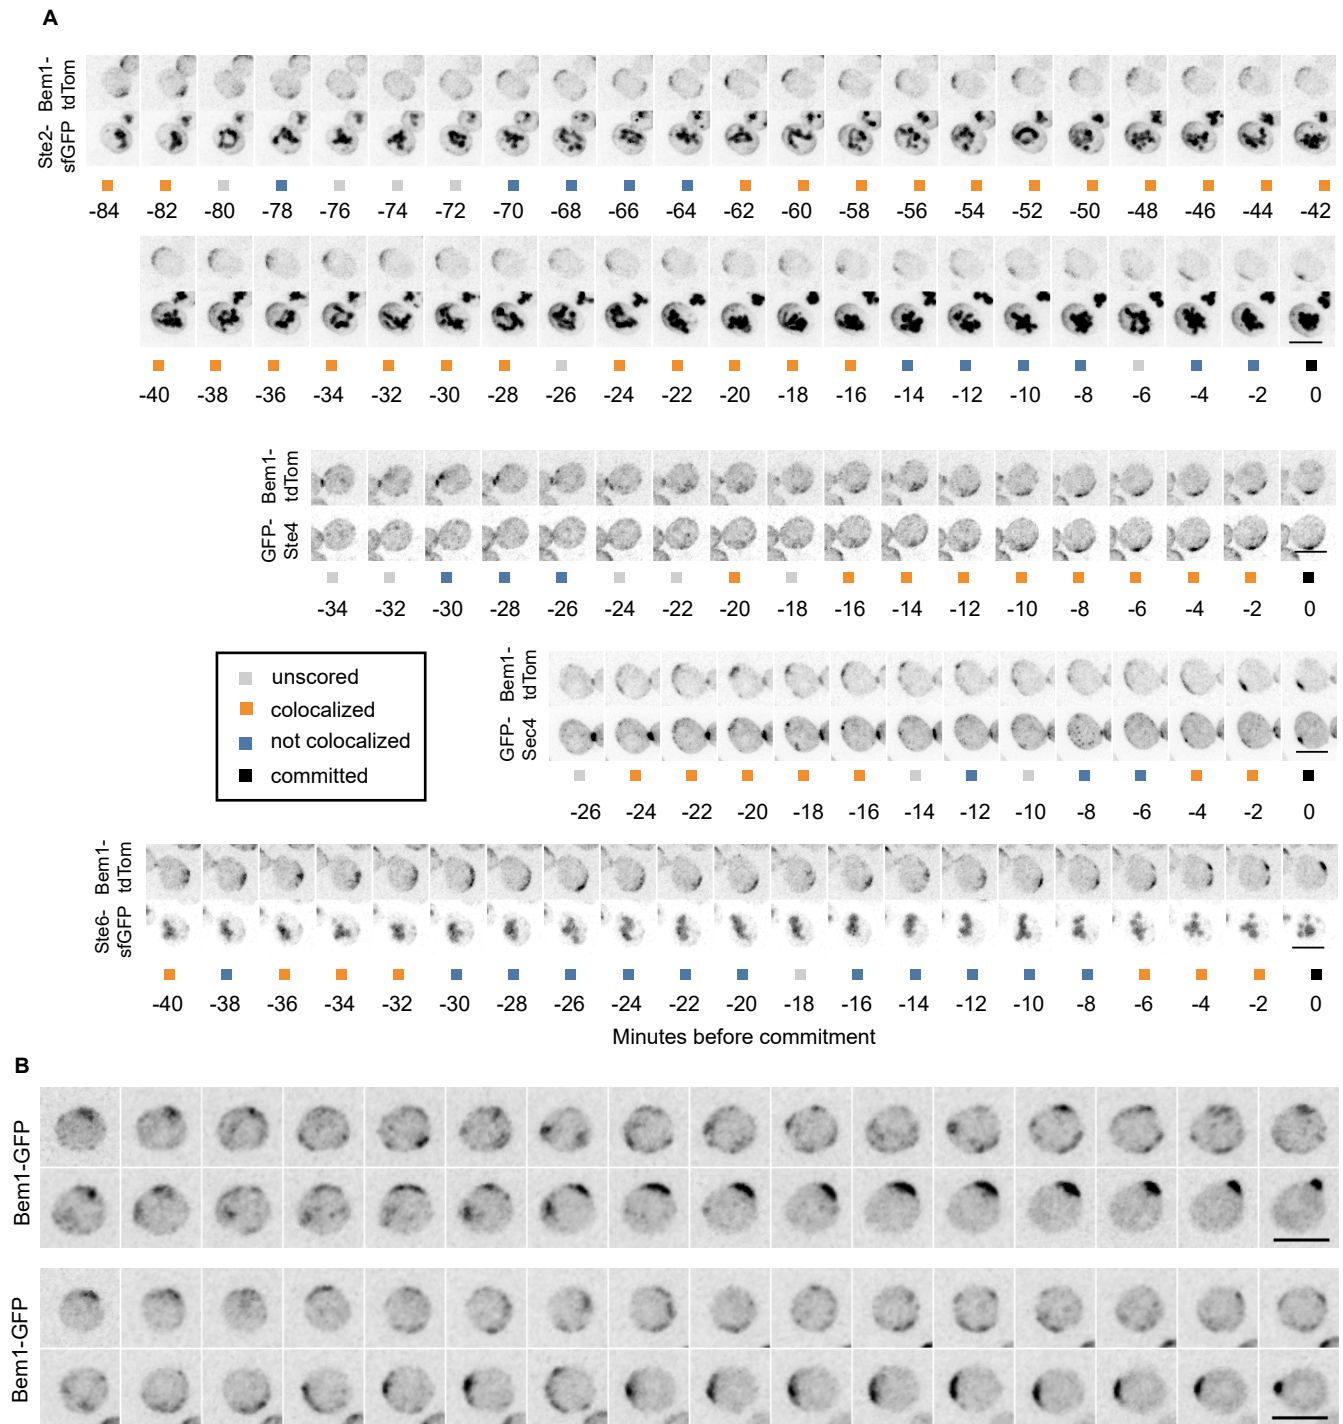 A
Bem1-
tdTom
Ste2-
sfGFP
-84 -82 -80 -78 -76 -74 -72 -70 -68 -66 -64 -62 -60 -58 -56 -54 -52 -50 -48 -46 -44 -42
-40 -38 -36 -34 -32 -30 -28 -26 -24 -22 -20 -18 -16 -14 -12 -10 -8 -6 -4 -2 0
Bem1-
tdTom
GFP-
Ste4
-34 -32 -30 -28 -26 -24 -22 -20 -18 -16 -14 -12 -10 -8 -6 -4 -2 0
unscored
colocalized
not colocalized
committed
Bem1-
tdTom
GFP-
Sec4
-26 -24 -22 -20 -18 -16 -14 -12 -10 -8 -6 -4 -2 0
Bem1-
tdTom
Ste6-
sfGFP
-40 -38 -36 -34 -32 -30 -28 -26 -24 -22 -20 -18 -16 -14 -12 -10 -8 -6 -4 -2 0
Minutes before commitment
B
Bem1-GFP
Bem1-GFP